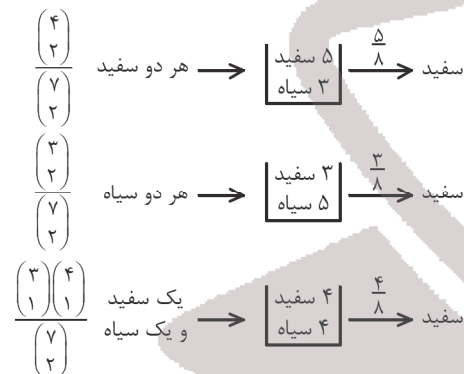 (۴ ۲) / (۷ ۲) هر دو سفید → ۵ سفید ۳ سیاه → ۵/۸ سفید
(۳ ۲) / (۷ ۲) هر دو سیاه → ۳ سفید ۵ سیاه → ۳/۸ سفید
(۳ ۱)(۴ ۱) / (۷ ۲) یک سفید و یک سیاه → ۴ سفید ۴ سیاه → ۴/۸ سفید